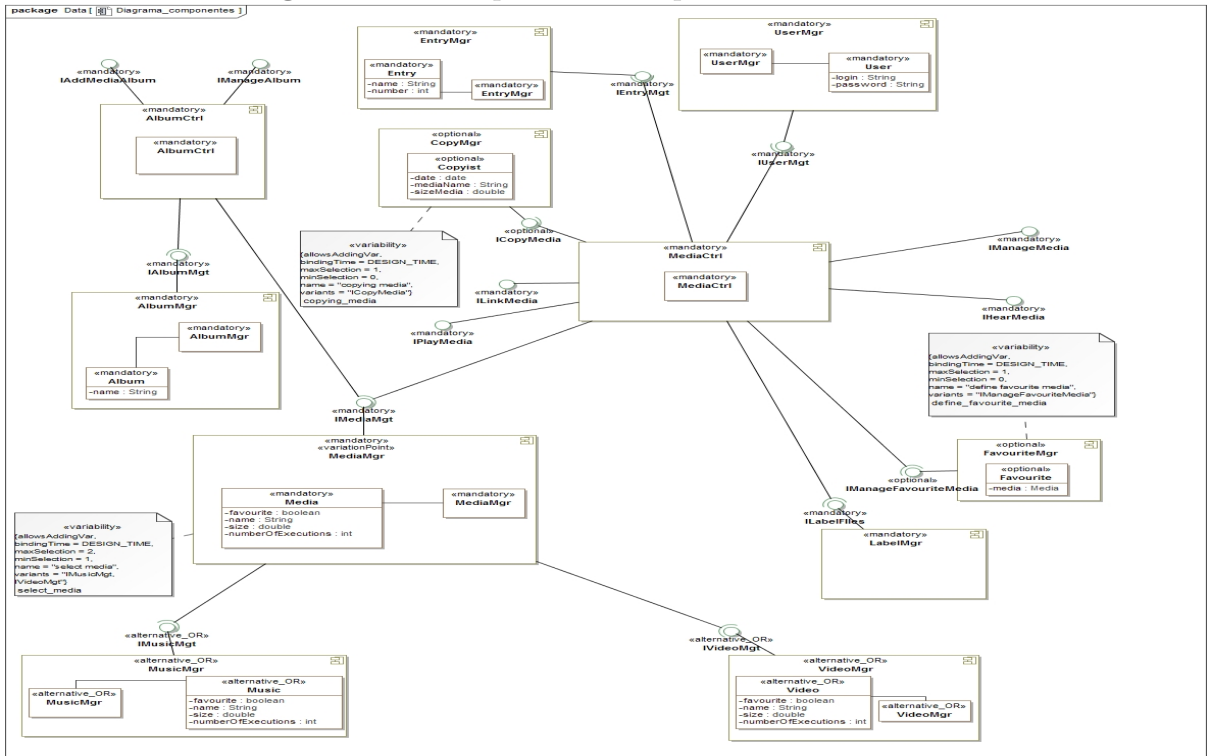 package Data [ Diagrama_componentes ]
«mandatory»
EntryMgr
«mandatory»
Entry
-name : String
-number : int
«mandatory»
EntryMgr
«mandatory»
UserMgr
«mandatory»
UserMgr
«mandatory»
User
-login : String
-password : String
«mandatory»
IAddMediaAlbum
«mandatory»
IManageAlbum
«mandatory»
IEntryMgt
«mandatory»
AlbumCtrl
«mandatory»
AlbumCtrl
«optional»
CopyMgr
«optional»
Copyist
-date : date
-mediaName : String
-sizeMedia : double
«mandatory»
IUserMgt
«optional»
ICopyMedia
«variability»
{allowsAddingVar,
bindingTime = DESIGN_TIME,
maxSelection = 1,
minSelection = 0,
name = "copying media",
variants = "ICopyMedia"}
copying_media
«mandatory»
MediaCtrl
«mandatory»
MediaCtrl
«mandatory»
IManageMedia
«mandatory»
IAlbumMgt
«mandatory»
ILinkMedia
«mandatory»
IHearMedia
«mandatory»
AlbumMgr
«mandatory»
AlbumMgr
«mandatory»
Album
-name : String
«mandatory»
IPlayMedia
«variability»
{allowsAddingVar,
bindingTime = DESIGN_TIME,
maxSelection = 1,
minSelection = 0,
name = "define favourite media",
variants = "IManageFavouriteMedia"}
define_favourite_media
«mandatory»
IMediaMgt
«mandatory»
«variationPoint»
MediaMgr
«mandatory»
Media
-favourite : boolean
-name : String
-size : double
-numberOfExecutions : int
«mandatory»
MediaMgr
«optional»
FavouriteMgr
«optional»
Favourite
-media : Media
«optional»
IManageFavouriteMedia
«mandatory»
ILabelFIles
«mandatory»
LabelMgr
«variability»
{allowsAddingVar,
bindingTime = DESIGN_TIME,
maxSelection = 2,
minSelection = 1,
name = "select media",
variants = "IMusicMgt,
IVideoMgt"}
select_media
«alternative_OR»
IMusicMgt
«alternative_OR»
IVideoMgt
«alternative_OR»
MusicMgr
«alternative_OR»
MusicMgr
«alternative_OR»
Music
-favourite : boolean
-name : String
-size : double
-numberOfExecutions : int
«alternative_OR»
VideoMgr
«alternative_OR»
Video
-favourite : boolean
-name : String
-size : double
-numberOfExecutions : int
«alternative_OR»
VideoMgr